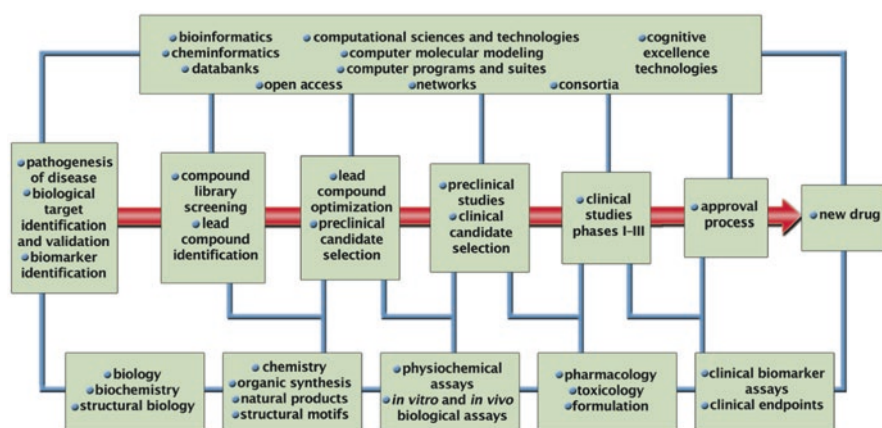 bioinformatics
cheminformatics
databanks
computational sciences and technologies
computer molecular modeling
computer programs and suites
cognitive
excellence
technologies
open access
networks
consortia
pathogenesis
of disease
biological
target
identification
and validation
biomarker
identification
compound
library
screening
lead
compound
identification
lead
compound
optimization
preclinical
candidate
selection
preclinical
studies
clinical
candidate
selection
clinical
studies
phases I–III
approval
process
new drug
biology
biochemistry
structural biology
chemistry
organic synthesis
natural products
structural motifs
physiochemical
assays
in vitro and in vivo
biological assays
pharmacology
toxicology
formulation
clinical biomarker
assays
clinical endpoints